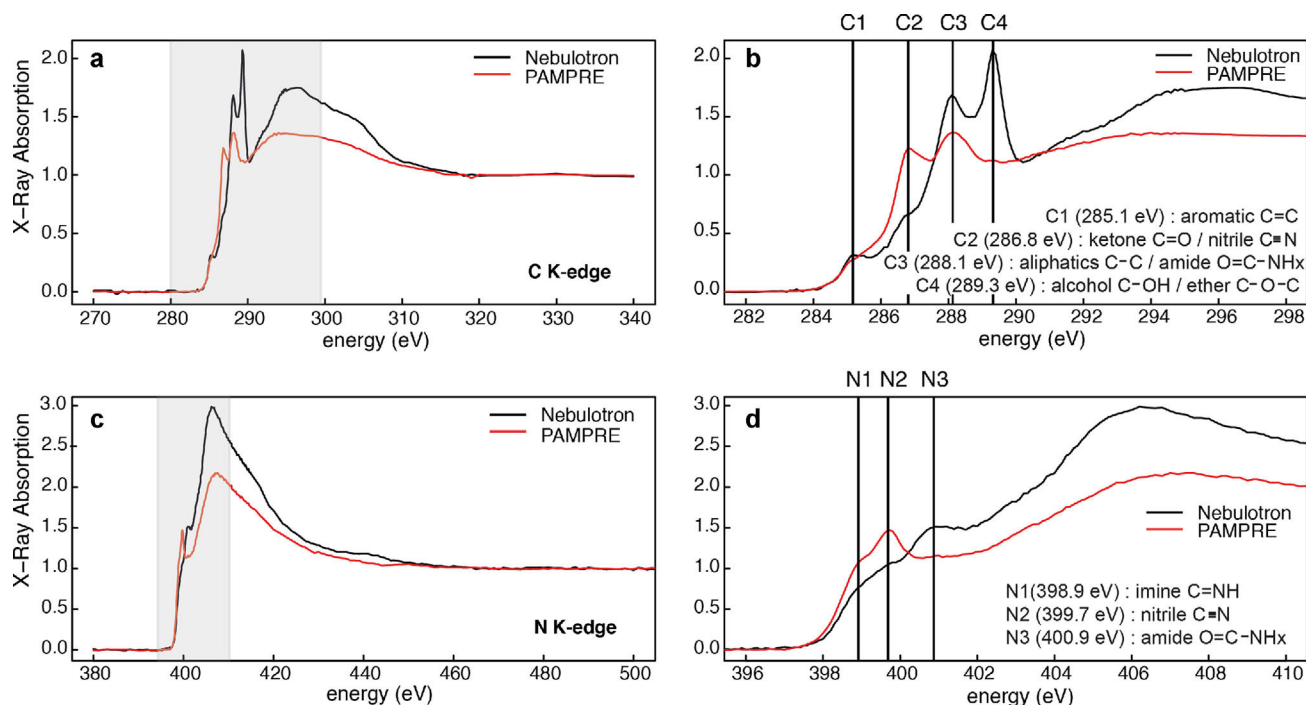 a
Nebulotron
PAMPRE
X-Ray Absorption
2.0
1.5
1.0
0.5
0.0
C K-edge
270 280 290 300 310 320 330 340
energy (eV)
C1 C2 C3 C4
b
Nebulotron
PAMPRE
2.0
1.5
1.0
0.5
0.0
C1 (285.1 eV) : aromatic C=C
C2 (286.8 eV) : ketone C=O / nitrile C≡N
C3 (288.1 eV) : aliphatics C-C / amide O=C-NHx
C4 (289.3 eV) : alcohol C-OH / ether C-O-C
282 284 286 288 290 292 294 296 298
energy (eV)
c
Nebulotron
PAMPRE
X-Ray Absorption
3.0
2.5
2.0
1.5
1.0
0.5
0.0
N K-edge
380 400 420 440 460 480 500
energy (eV)
N1 N2 N3
d
3.0
2.5
2.0
1.5
1.0
0.5
0.0
Nebulotron
PAMPRE
N1(398.9 eV) : imine C=NH
N2 (399.7 eV) : nitrile C≡N
N3 (400.9 eV) : amide O=C-NHx
396 398 400 402 404 406 408 410
energy (eV)